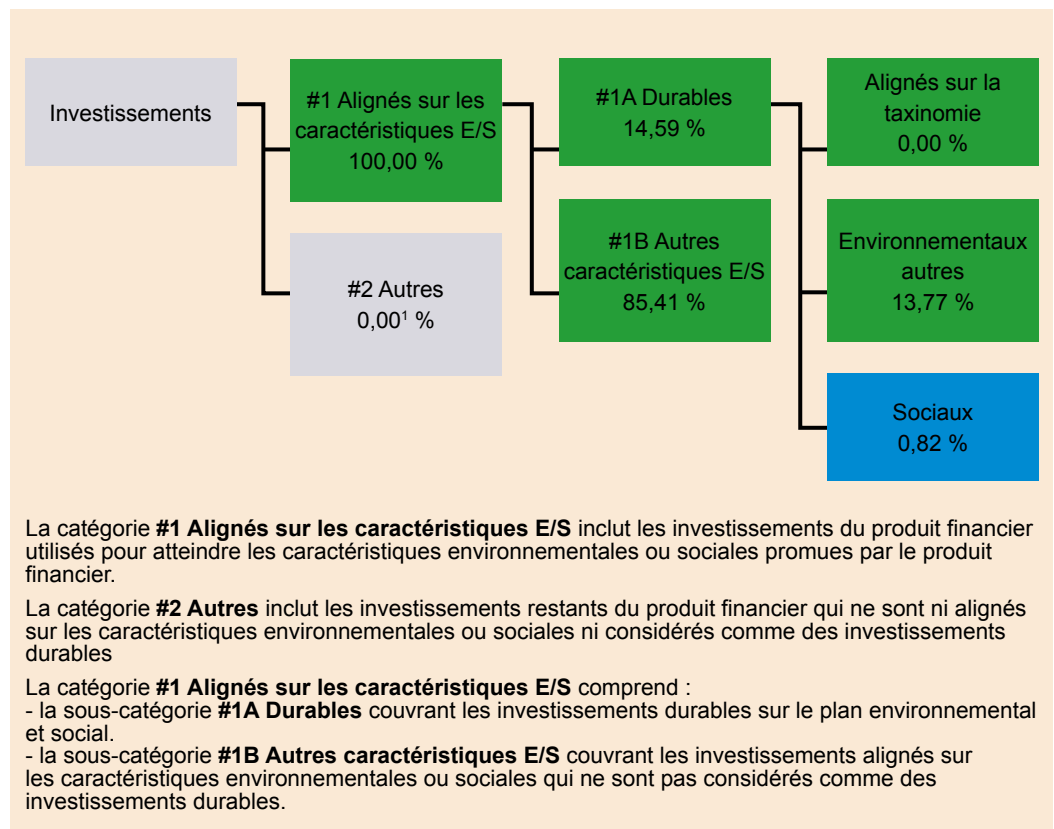 Investissements
#1 Alignés sur les
caractéristiques E/S
100,00 %
#2 Autres
0,00¹ %
#1A Durables
14,59 %
#1B Autres
caractéristiques E/S
85,41 %
Alignés sur la
taxinomie
0,00 %
Environnementaux
autres
13,77 %
Sociaux
0,82 %
La catégorie #1 Alignés sur les caractéristiques E/S inclut les investissements du produit financier
utilisés pour atteindre les caractéristiques environnementales ou sociales promues par le produit
financier.
La catégorie #2 Autres inclut les investissements restants du produit financier qui ne sont ni alignés
sur les caractéristiques environnementales ou sociales ni considérés comme des investissements
durables
La catégorie #1 Alignés sur les caractéristiques E/S comprend :
- la sous-catégorie #1A Durables couvrant les investissements durables sur le plan environnemental
et social.
- la sous-catégorie #1B Autres caractéristiques E/S couvrant les investissements alignés sur
les caractéristiques environnementales ou sociales qui ne sont pas considérés comme des
investissements durables.